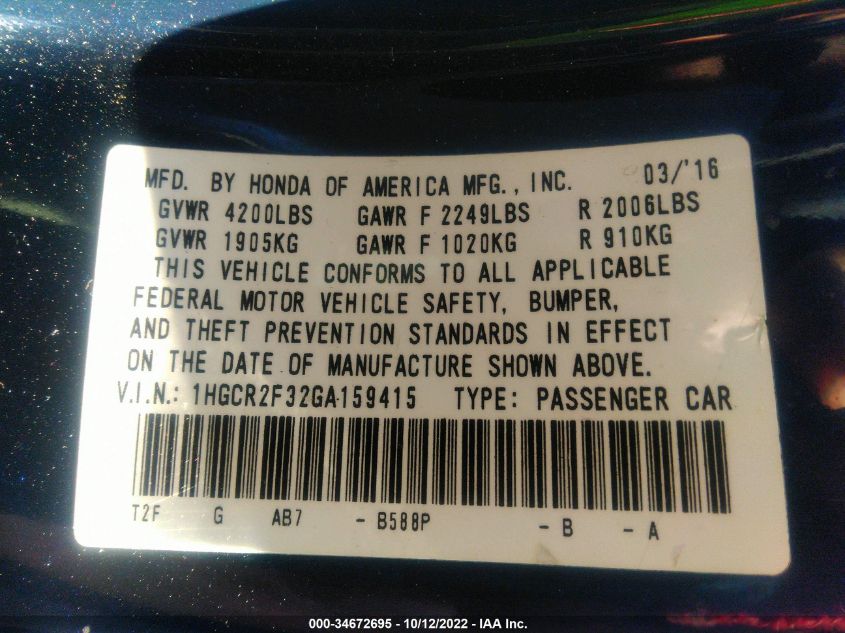 MFD. BY HONDA OF AMERICA MFG., INC. 03/'16
GVWR 4200LBS GAWR F 2249LBS R 2006LBS
GVWR 1905KG GAWR F 1020KG R 910KG
THIS VEHICLE CONFORMS TO ALL APPLICABLE
FEDERAL MOTOR VEHICLE SAFETY, BUMPER,
AND THEFT PREVENTION STANDARDS IN EFFECT
ON THE DATE OF MANUFACTURE SHOWN ABOVE.
V.I.N.: 1HGCR2F32GA159415 TYPE: PASSENGER CAR
T2F G AB7 - B588P - B - A
000-34672695 - 10/12/2022 - IAA Inc.